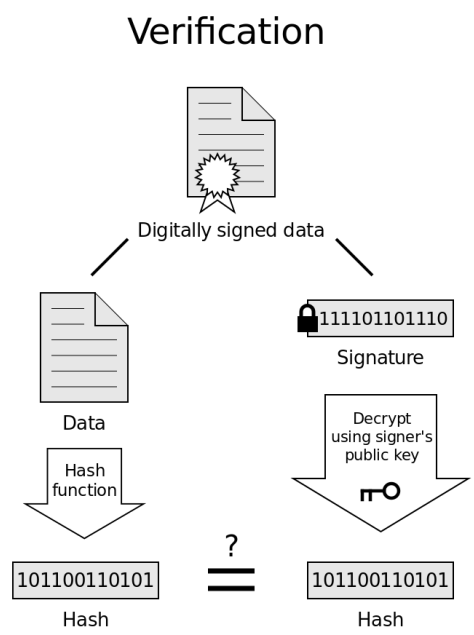 Verification
Digitally signed data
111101101110
Signature
Data
Decrypt
using signer's
public key
Hash
function
?
101100110101
=
101100110101
Hash
Hash